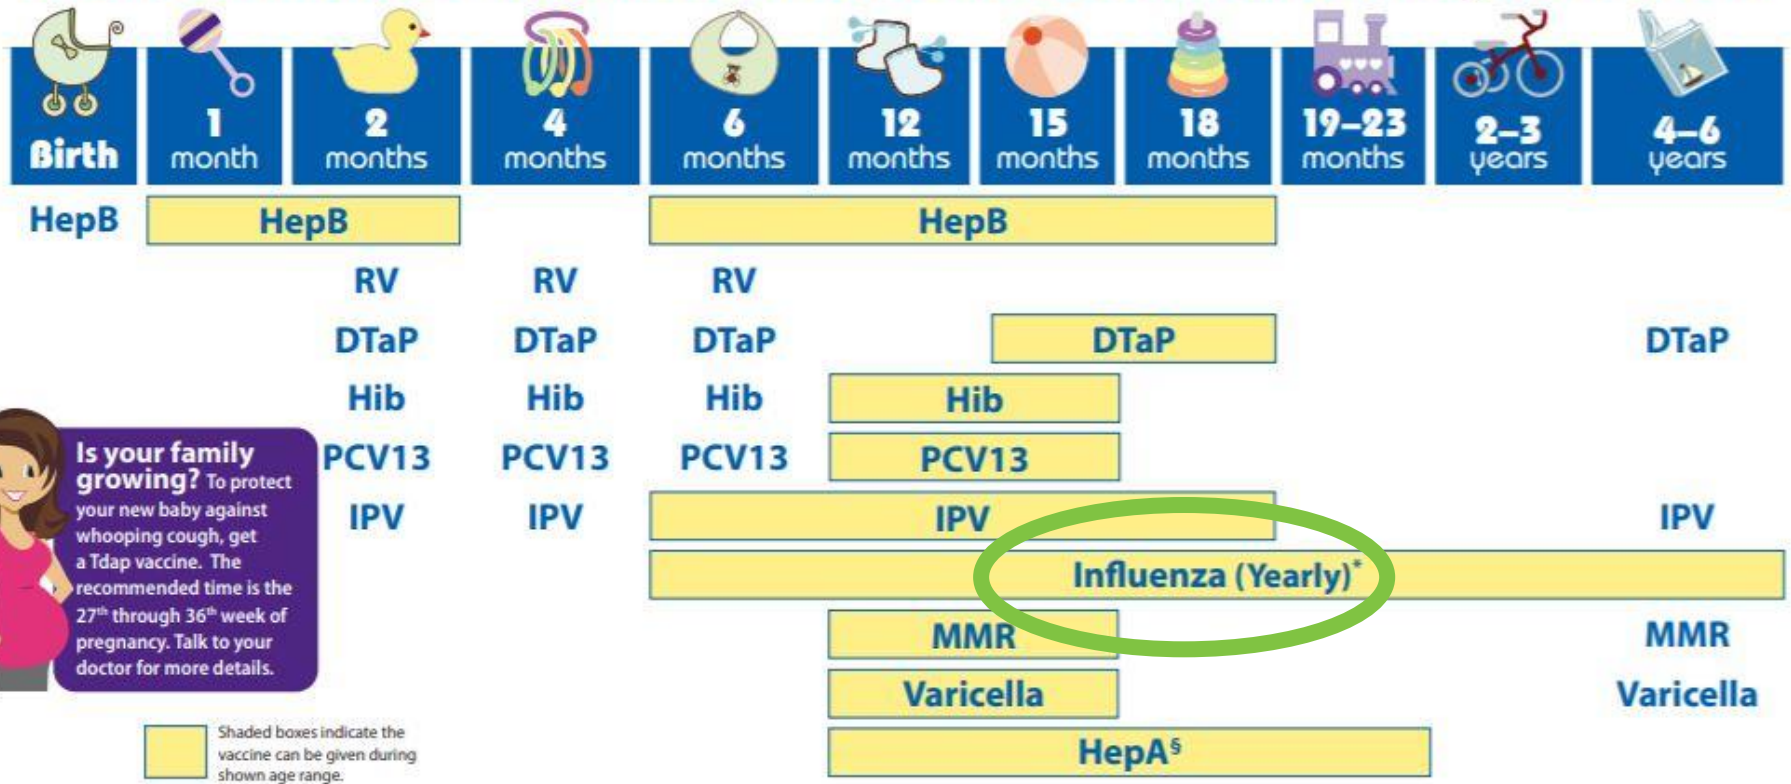 Birth
1
month
2
months
4
months
6
months
12
months
15
months
18
months
19–23
months
2–3
years
4–6
years
HepB HepB HepB
RV RV RV
DTaP DTaP DTaP DTaP DTaP
Hib Hib Hib Hib
PCV13 PCV13 PCV13 PCV13
IPV IPV IPV IPV
Influenza (Yearly)*
MMR MMR
Varicella Varicella
HepA§
Is your family
growing? To protect
your new baby against
whooping cough, get
a Tdap vaccine. The
recommended time is the
27th through 36th week of
pregnancy. Talk to your
doctor for more details.
Shaded boxes indicate the
vaccine can be given during
shown age range.